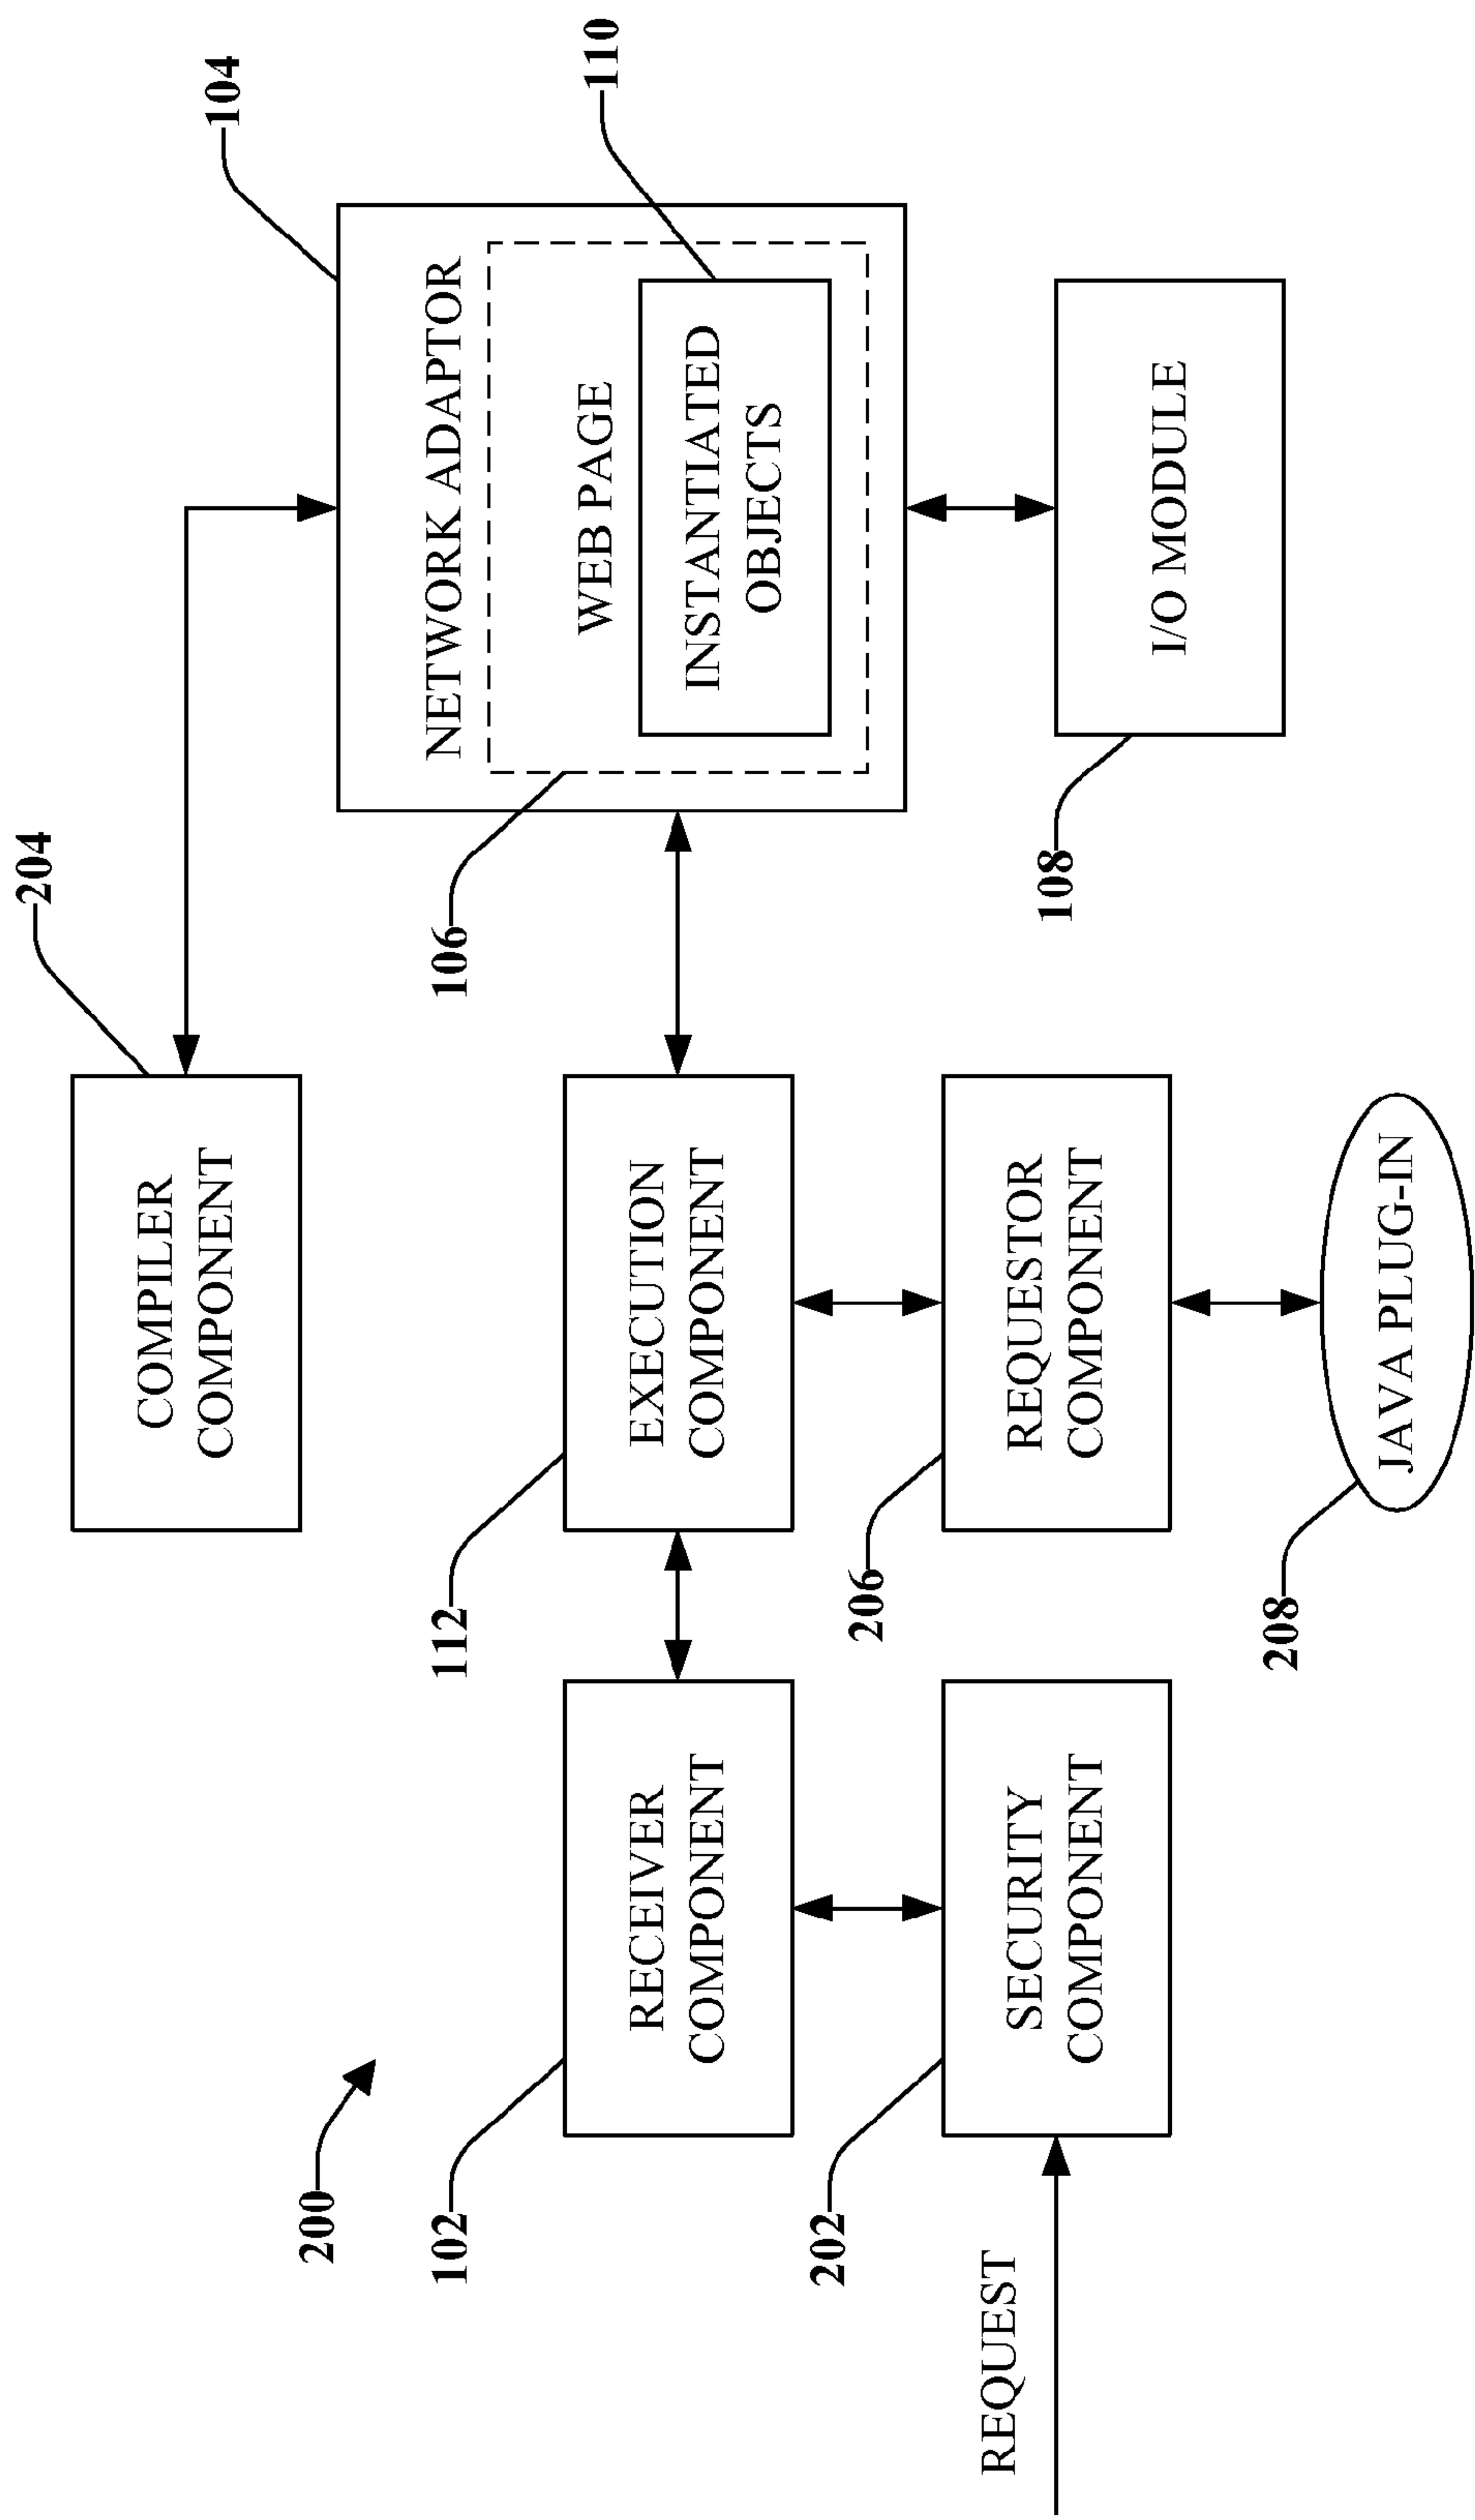 200
204
COMPILER
COMPONENT
104
NETWORK ADAPTOR
106
WEB PAGE
110
INSTANTIATED
OBJECTS
102
RECEIVER
COMPONENT
112
EXECUTION
COMPONENT
REQUEST
202
SECURITY
COMPONENT
206
REQUESTOR
COMPONENT
108
I/O MODULE
208
JAVA PLUG-IN